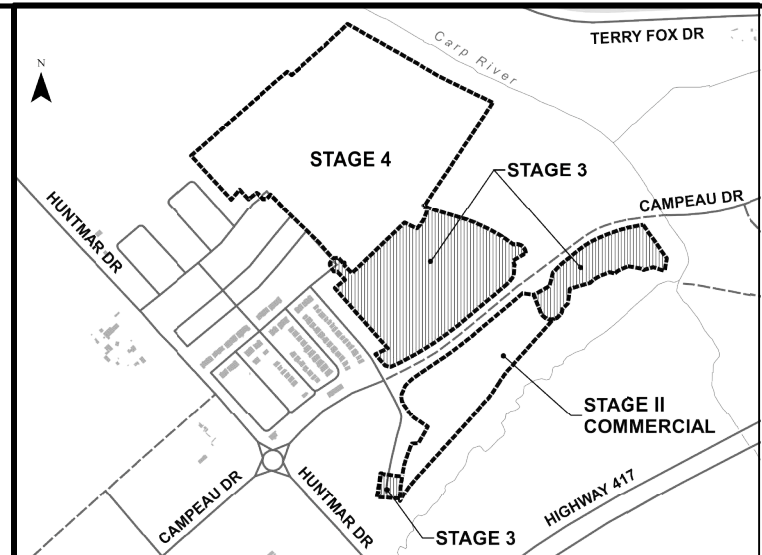 TERRY FOX DR
Carp River
N
STAGE 4
STAGE 3
CAMPEAU DR
HUNTMAR DR
STAGE II
COMMERCIAL
HIGHWAY 417
CAMPEAU DR
HUNTMAR DR
STAGE 3